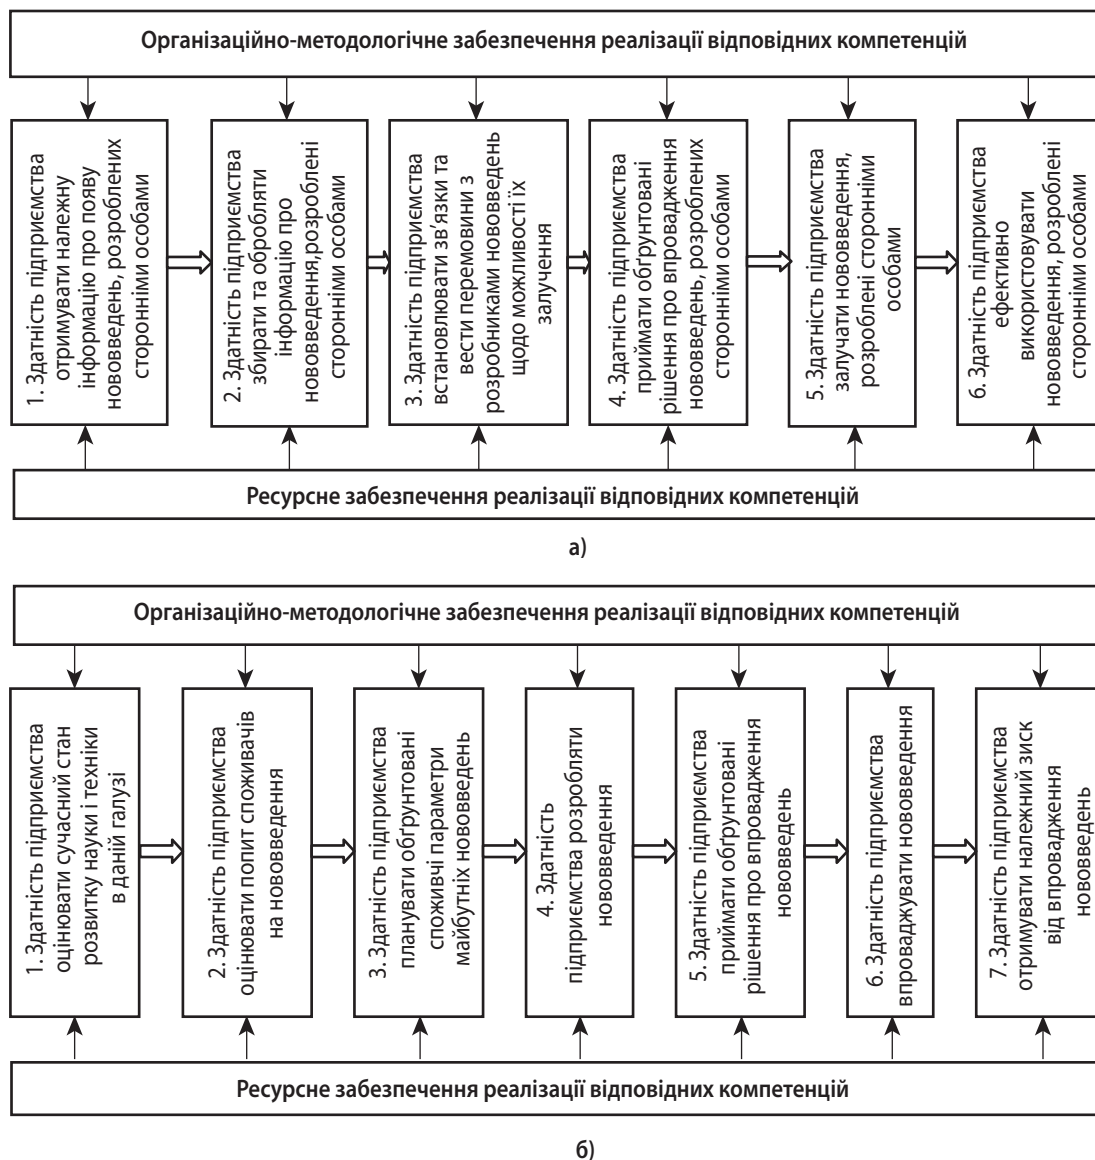 Організаційно-методологічне забезпечення реалізації відповідних компетенцій
1. Здатність підприємства
отримувати належну
інформацію про появу
нововведень, розроблених
сторонніми особами
2. Здатність підприємства
збирати та обробляти
інформацію про
нововведення,розроблені
сторонніми особами
3. Здатність підприємства
встановлювати зв'язки та
вести перемовини з
розробниками нововведень
щодо можливості їх
залучення
4. Здатність підприємства
приймати обґрунтовані
рішення про впровадження
нововведень, розроблених
сторонніми особами
5. Здатність підприємства
залучати нововведення,
розроблені сторонніми
особами
6. Здатність підприємства
ефективно
використовувати
нововведення, розроблені
сторонніми особами
Ресурсне забезпечення реалізації відповідних компетенцій
а)
Організаційно-методологічне забезпечення реалізації відповідних компетенцій
1. Здатність підприємства
оцінювати сучасний стан
розвитку науки і техніки
в даній галузі
2. Здатність підприємства
оцінювати попит споживачів
на нововведення
3. Здатність підприємства
планувати обґрунтовані
споживчі параметри
майбутніх нововведень
4. Здатність
підприємства розробляти
нововведення
5. Здатність підприємства
приймати обґрунтовані
рішення про впровадження
нововведень
6. Здатність підприємства
впроваджувати нововведення
7. Здатність підприємства
отримувати належний зиск
від впровадження
нововведень
Ресурсне забезпечення реалізації відповідних компетенцій
б)